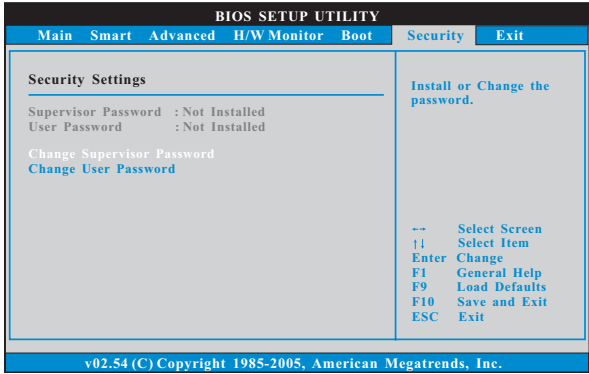 BIOS SETUP UTILITY
Main Smart Advanced H/W Monitor Boot Security Exit
Security Settings
Supervisor Password : Not Installed
User Password : Not Installed
Change Supervisor Password
Change User Password
Install or Change the
password.
←→ Select Screen
↑↓ Select Item
Enter Change
F1 General Help
F9 Load Defaults
F10 Save and Exit
ESC Exit
v02.54 (C) Copyright 1985-2005, American Megatrends, Inc.